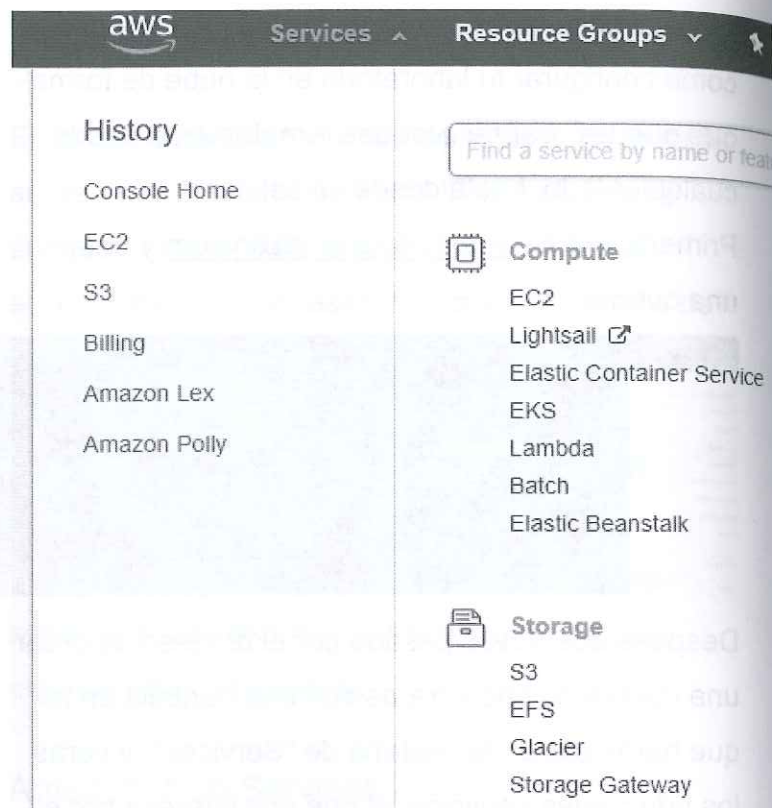 aws
Services
Resource Groups
History
Console Home
EC2
S3
Billing
Amazon Lex
Amazon Polly
Find a service by name or
Compute
EC2
Lightsail
Elastic Container Service
EKS
Lambda
Batch
Elastic Beanstalk
Storage
S3
EFS
Glacier
Storage Gateway